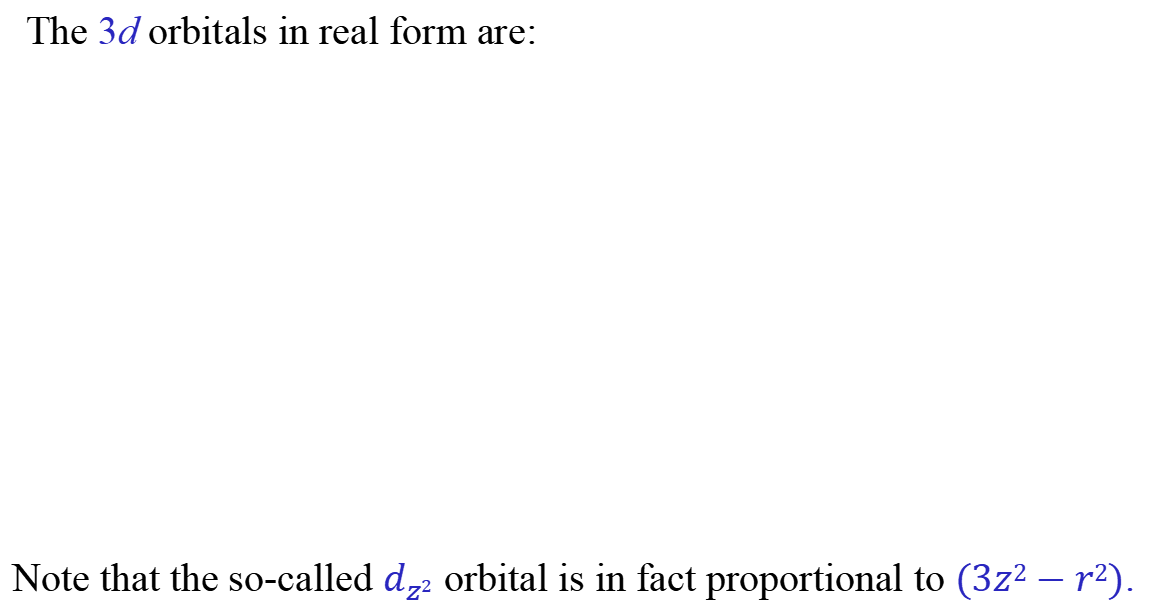 The 3d orbitals in real form are:
Note that the so-called d_{z²} orbital is in fact proportional to (3z² − r²).